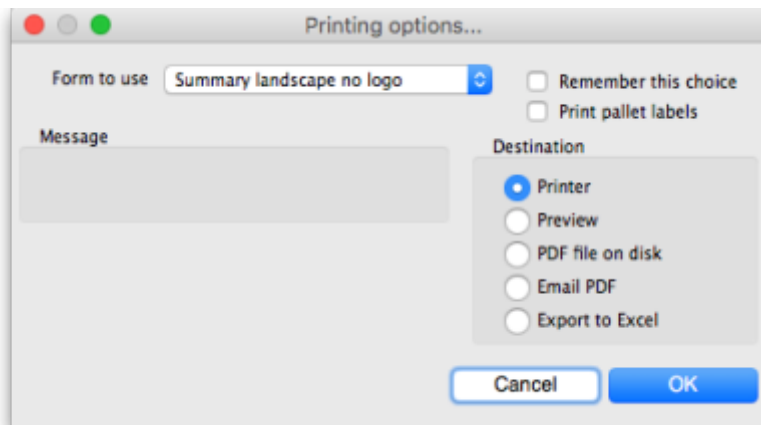 Printing options...
Form to use Summary landscape no logo
Remember this choice
Print pallet labels
Message
Destination
Printer
Preview
PDF file on disk
Email PDF
Export to Excel
Cancel OK